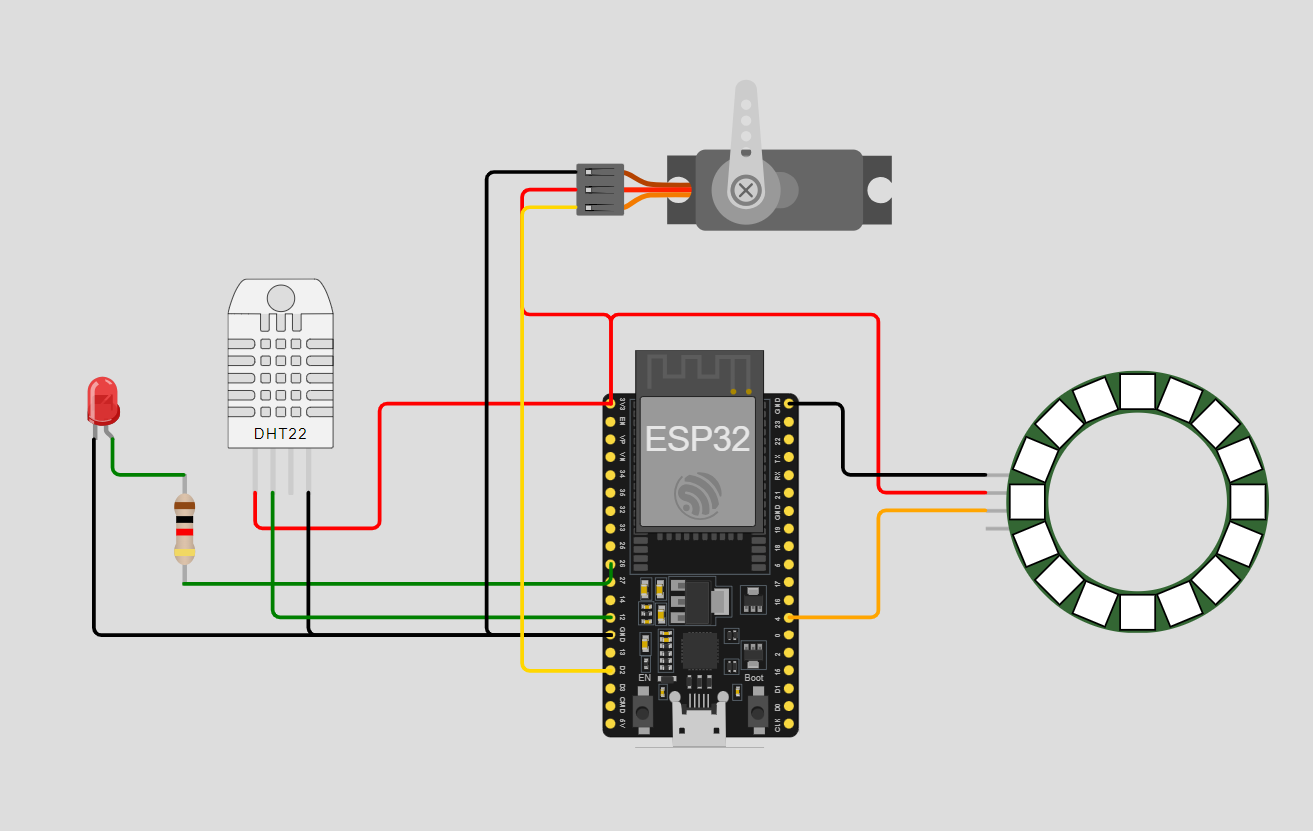 DHT22
ESP32
3V3
EN
VP
VN
34
35
32
33
25
26
27
14
12
GND
13
D2
D3
CMD
5V
GND
23
22
TX
RX
21
GND
19
18
5
17
16
4
0
2
15
D1
D0
CLK
EN
Boot